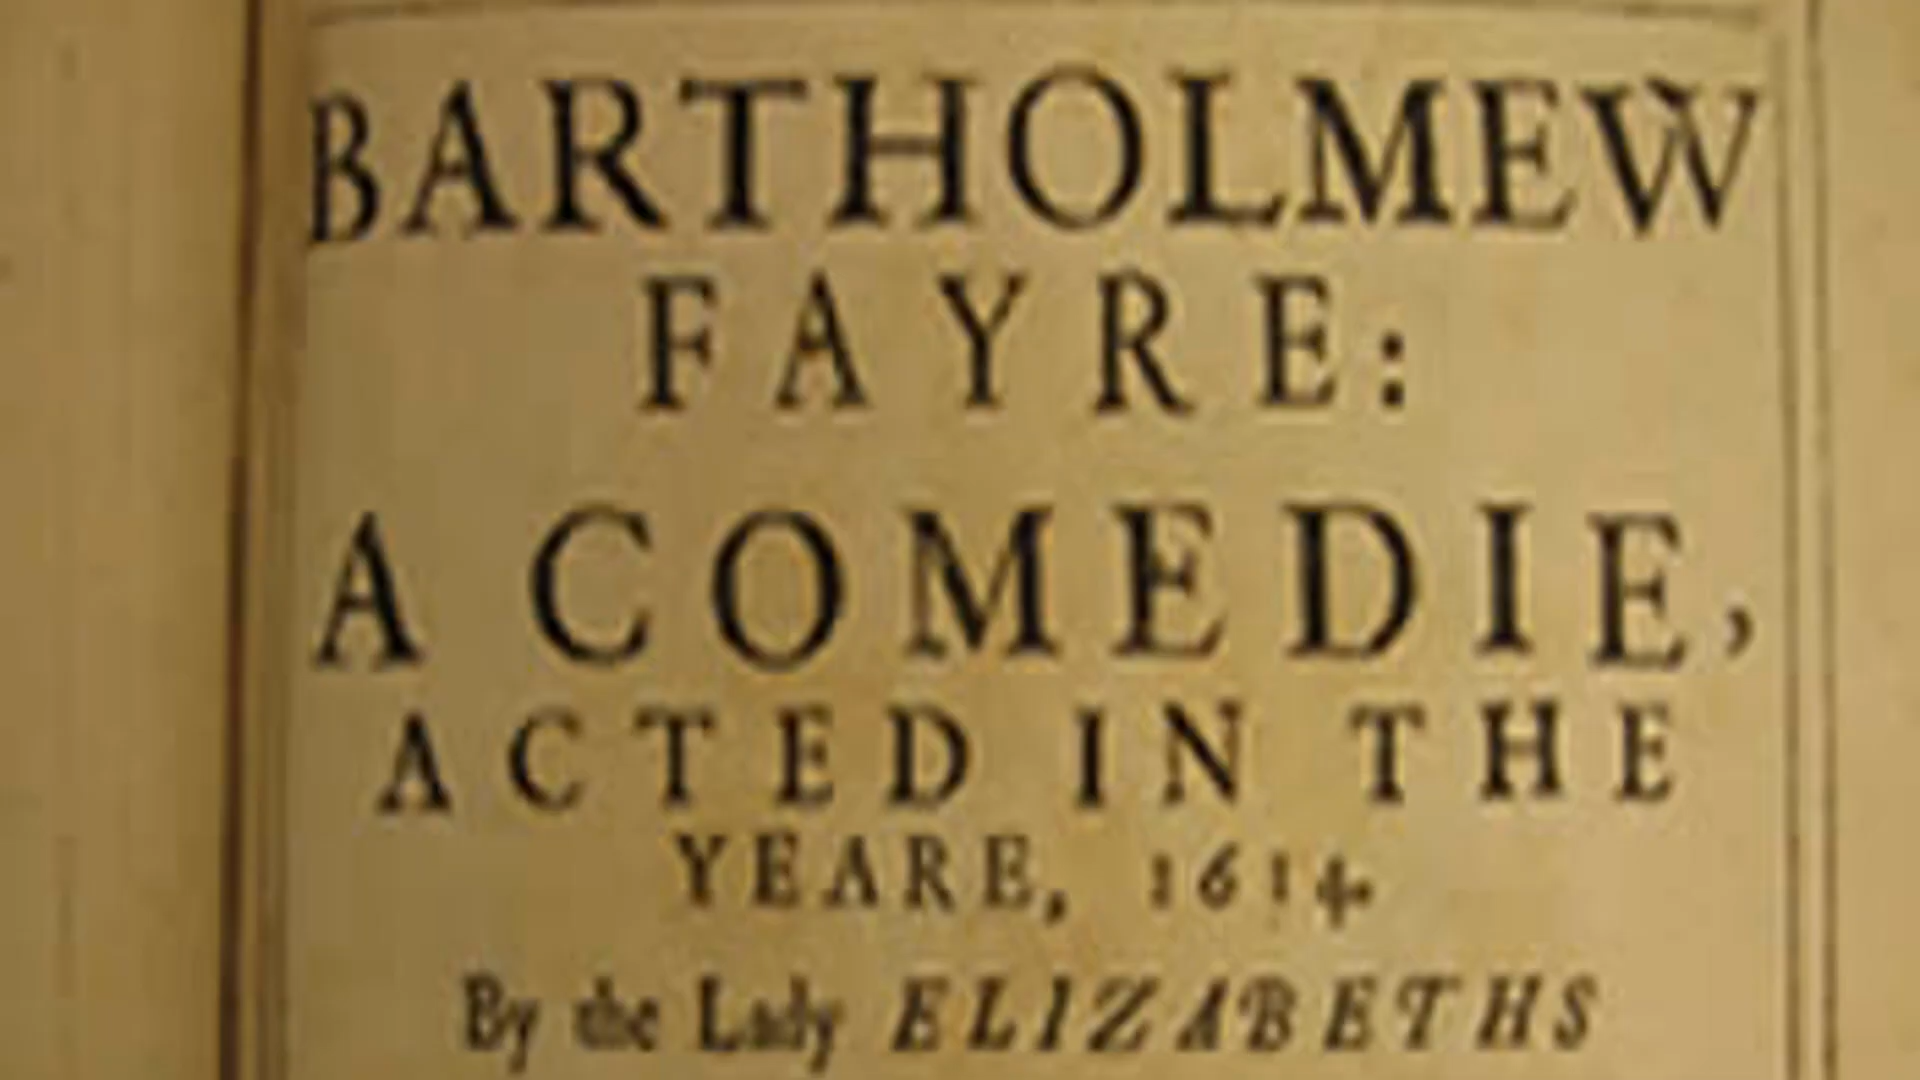 BARTHOLMEW
FAYRE:
A COMEDIE,
ACTED IN THE
YEARE, 1614
By the Lady ELIZABETHS